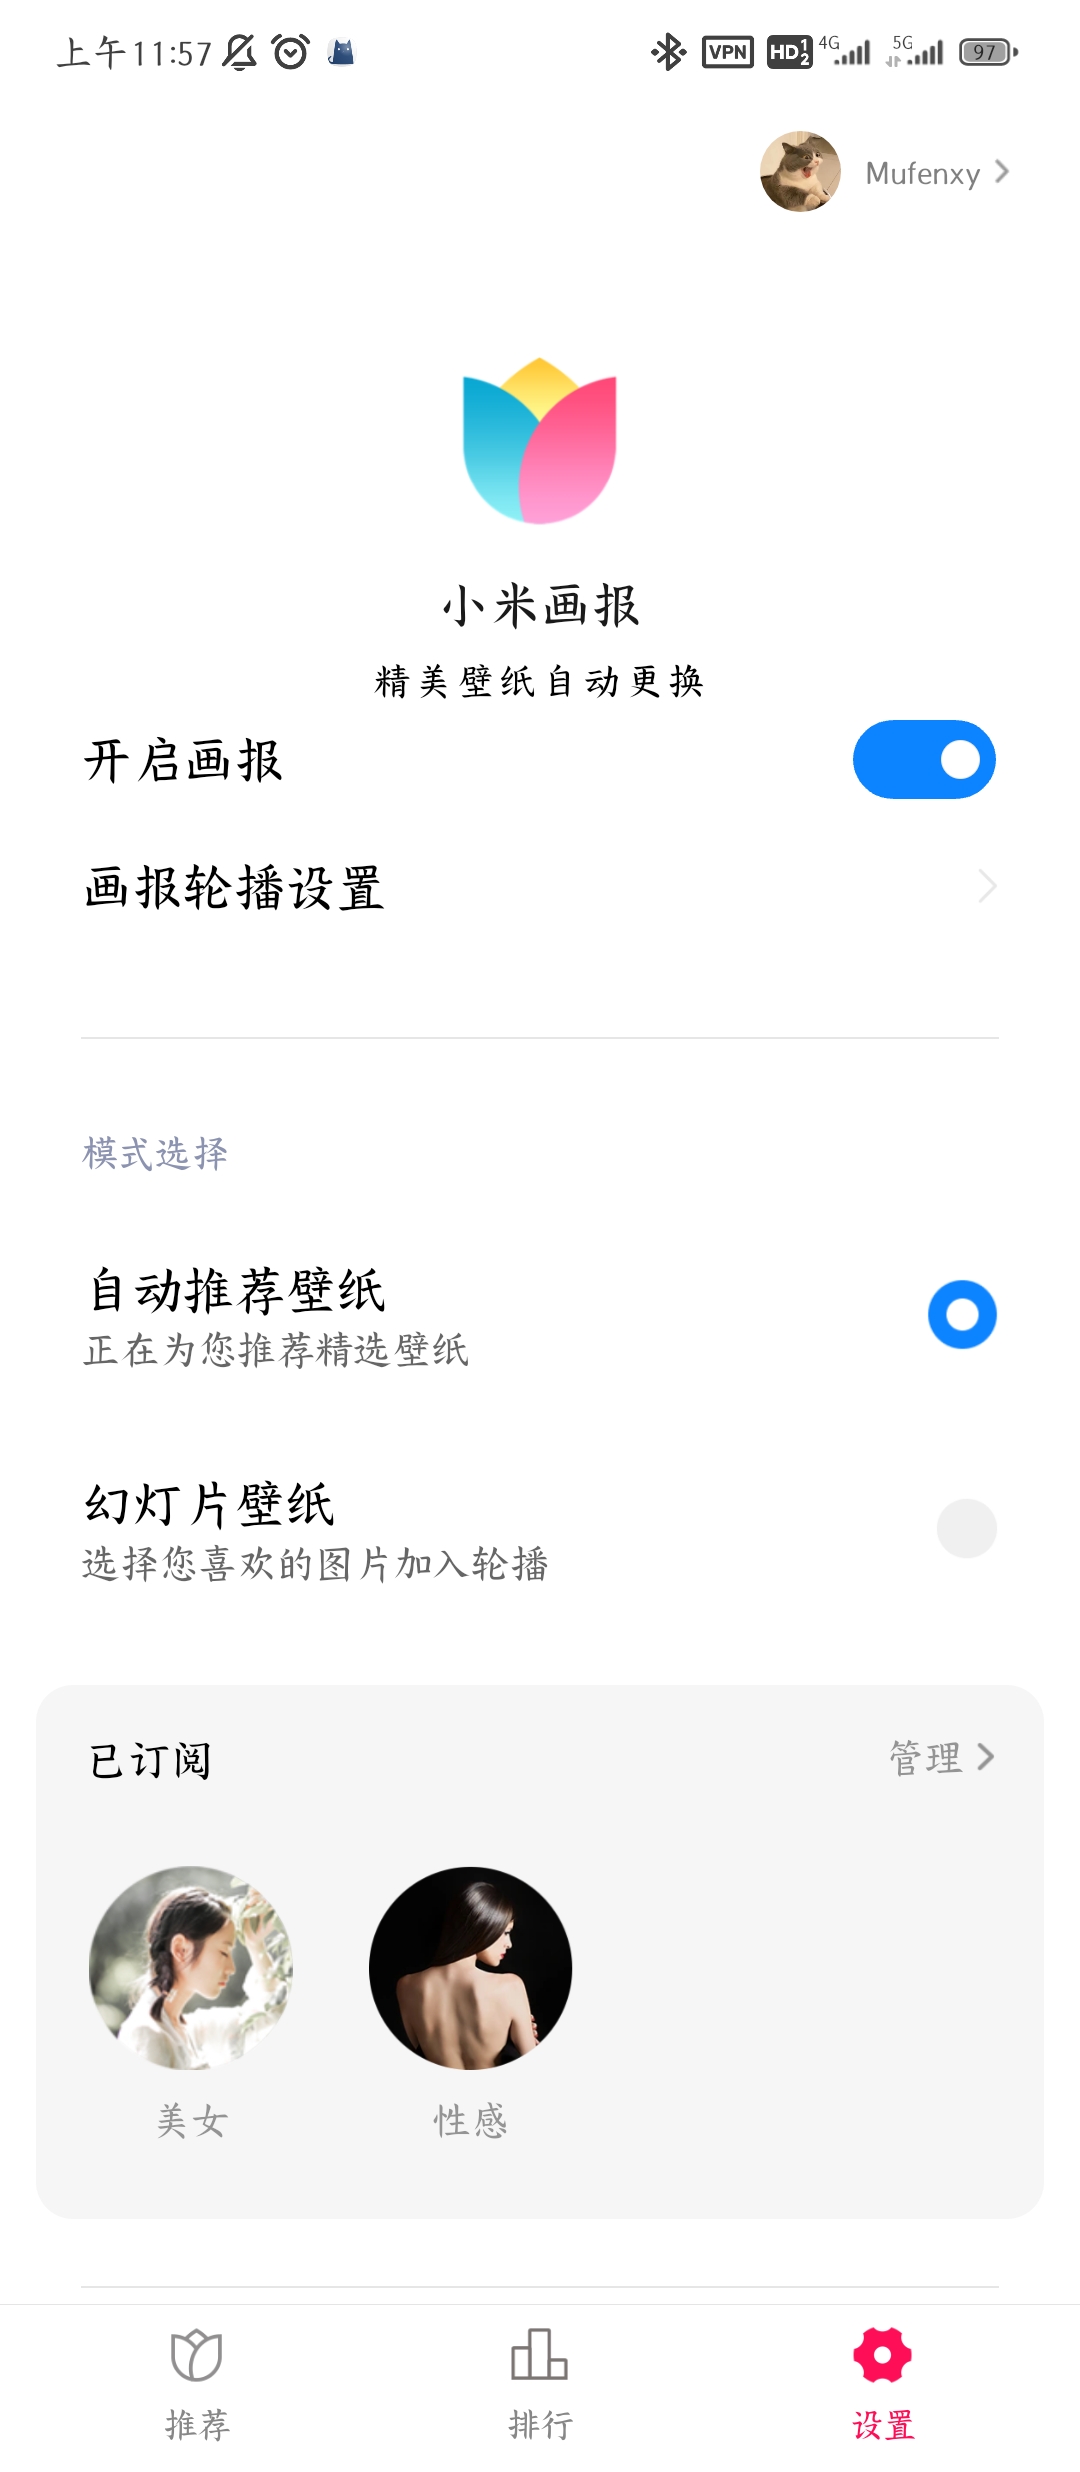 上午11:57 VPN HD 1 2 4G 5G 97
Mufenxy
小米画报
精美壁纸自动更换
开启画报
画报轮播设置
模式选择
自动推荐壁纸
正在为您推荐精选壁纸
幻灯片壁纸
选择您喜欢的图片加入轮播
已订阅 管理
美女 性感
推荐 排行 设置